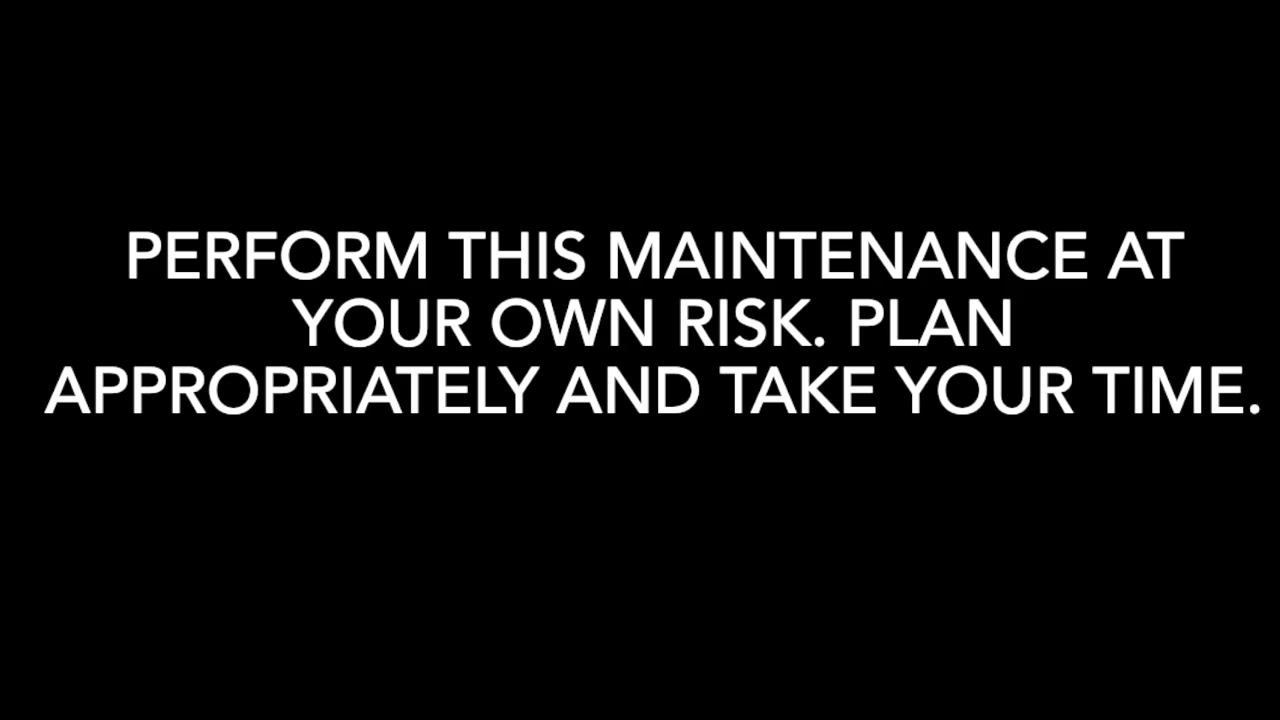 PERFORM THIS MAINTENANCE AT
YOUR OWN RISK. PLAN
APPROPRIATELY AND TAKE YOUR TIME.